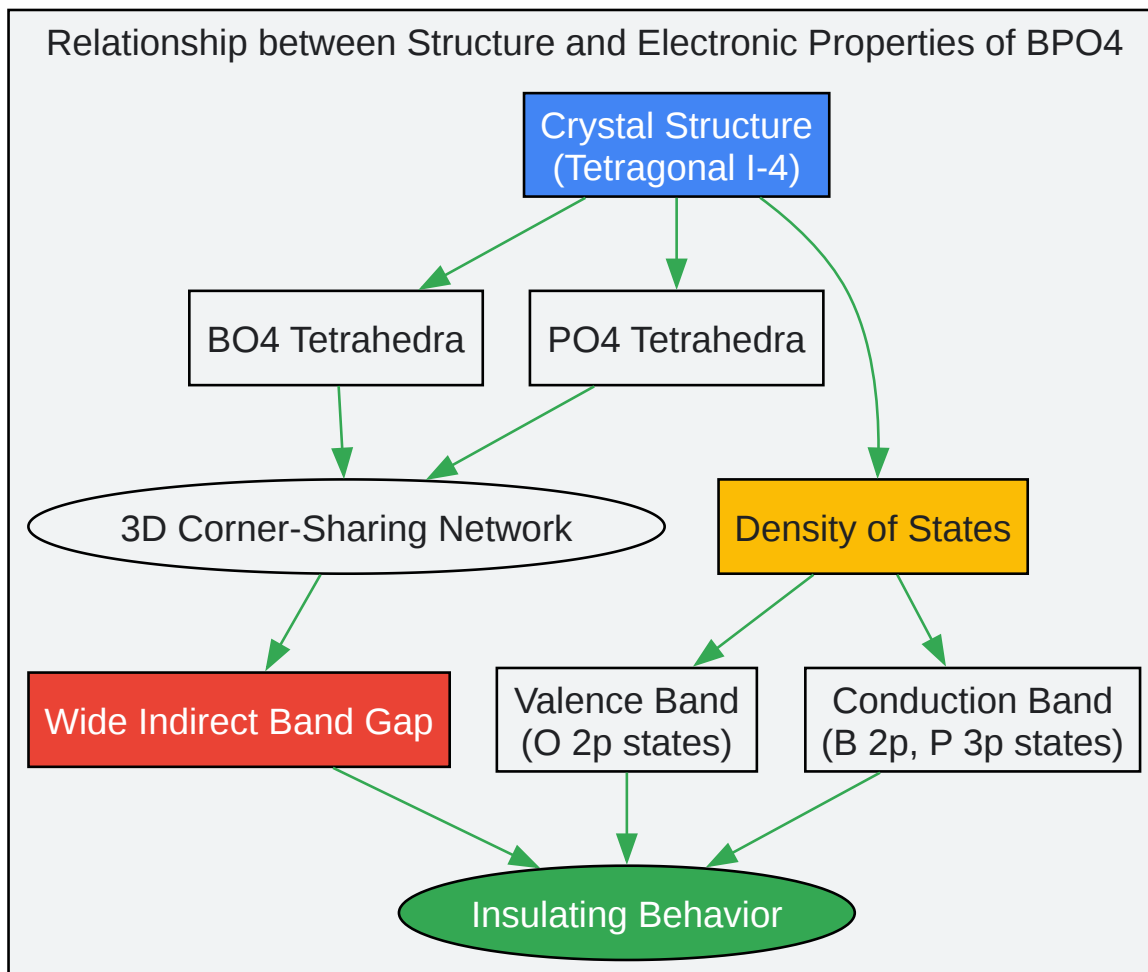 Relationship between Structure and Electronic Properties of BPO4
Crystal Structure
(Tetragonal I-4)
BO4 Tetrahedra
PO4 Tetrahedra
3D Corner-Sharing Network
Density of States
Wide Indirect Band Gap
Valence Band
(O 2p states)
Conduction Band
(B 2p, P 3p states)
Insulating Behavior